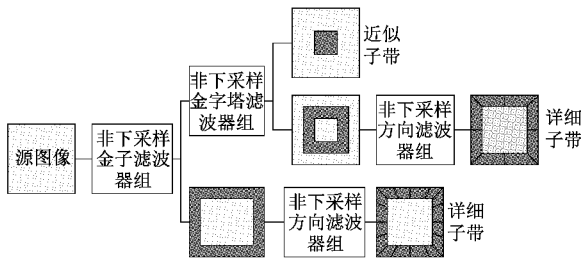 源图像
非下采样
金子滤波
器组
非下采样
金字塔滤
波器组
近似
子带
非下采样
方向滤波
器组
详细
子带
非下采样
方向滤波
器组
详细
子带